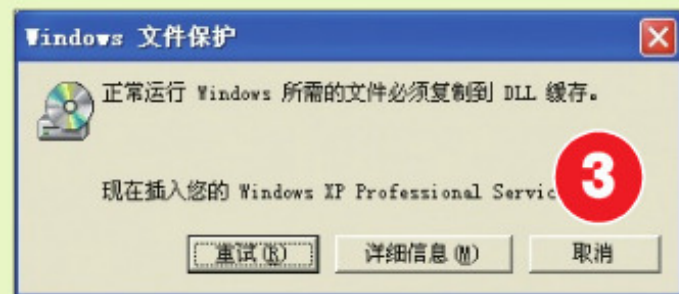 Windows 文件保护
正常运行 Windows 所需的文件必须复制到 DLL 缓存。
现在插入您的 Windows XP Professional Servic
3
重试(R) 详细信息(M) 取消